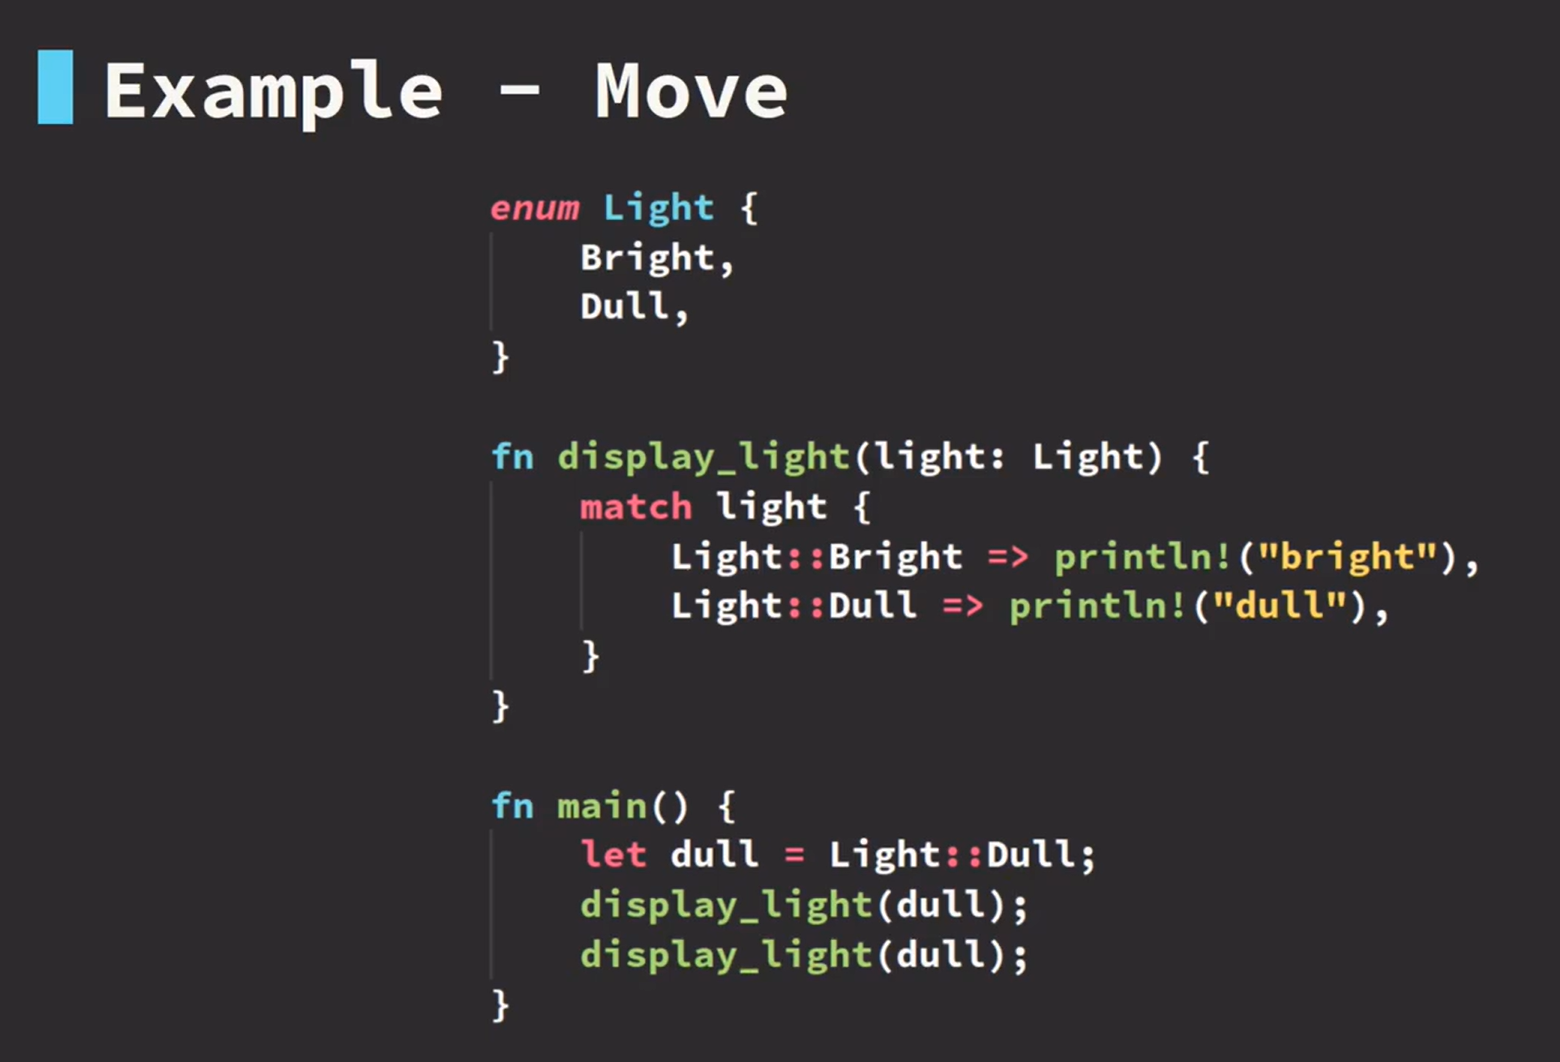 Example - Move
enum Light {
    Bright,
    Dull,
}
fn display_light(light: Light) {
    match light {
        Light::Bright => println!("bright"),
        Light::Dull => println!("dull"),
    }
}
fn main() {
    let dull = Light::Dull;
    display_light(dull);
    display_light(dull);
}